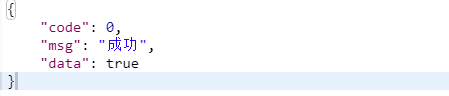 {
"code": 0,
"msg": "成功",
"data": true
}